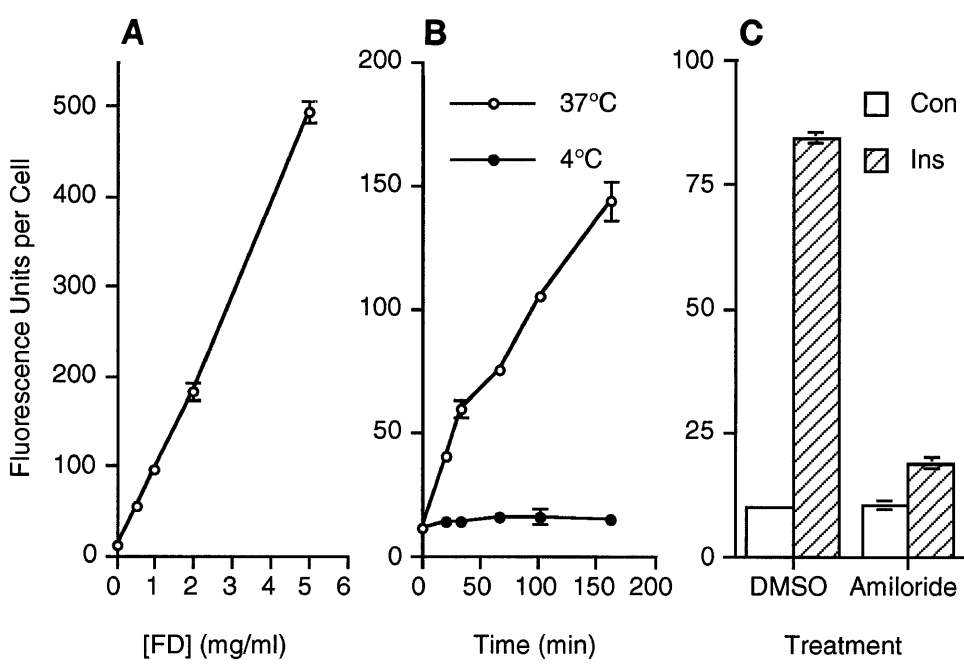 A
B
C
Fluorescence Units per Cell
500
400
300
200
100
0
0 1 2 3 4 5 6
[FD] (mg/ml)
200
150
100
50
0
37°C
4°C
0 50 100 150 200
Time (min)
100
75
50
25
0
Con
Ins
DMSO Amiloride
Treatment